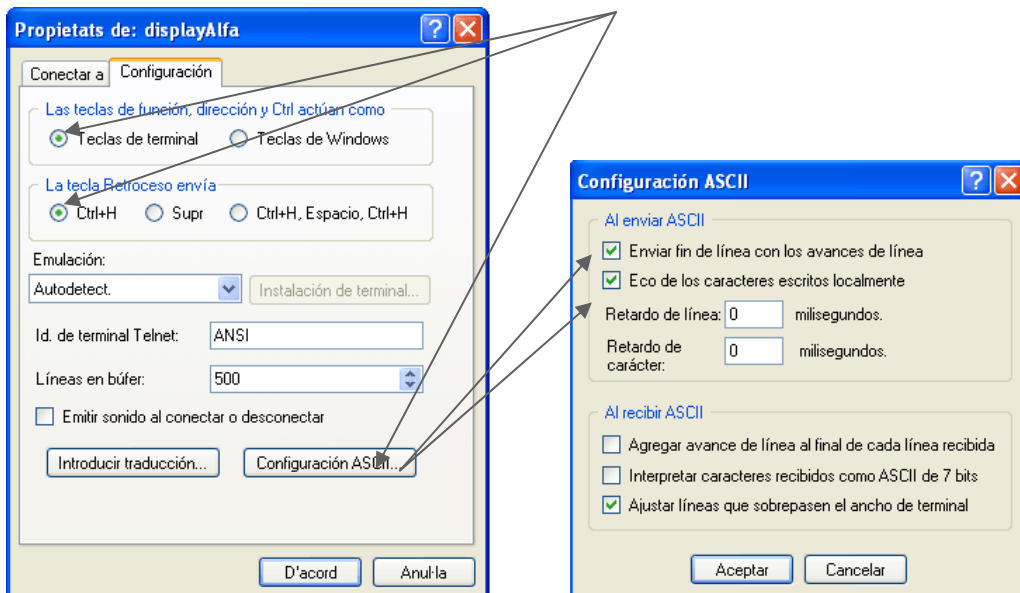 Propietats de: displayAlfa
Conectar a Configuración
Las teclas de función, dirección y Ctrl actúan como
Teclas de terminal Teclas de Windows
La tecla Retroceso envía
Ctrl+H Supr Ctrl+H, Espacio, Ctrl+H
Emulación:
Autodetect. Instalación de terminal...
Id. de terminal Telnet: ANSI
Líneas en búfer: 500
Emitir sonido al conectar o desconectar
Introducir traducción... Configuración ASCII...
D'acord Anul·la
Configuración ASCII
Al enviar ASCII
Enviar fin de línea con los avances de línea
Eco de los caracteres escritos localmente
Retardo de línea: 0 milisegundos.
Retardo de carácter: 0 milisegundos.
Al recibir ASCII
Agregar avance de línea al final de cada línea recibida
Interpretar caracteres recibidos como ASCII de 7 bits
Ajustar líneas que sobrepasen el ancho de terminal
Aceptar Cancelar